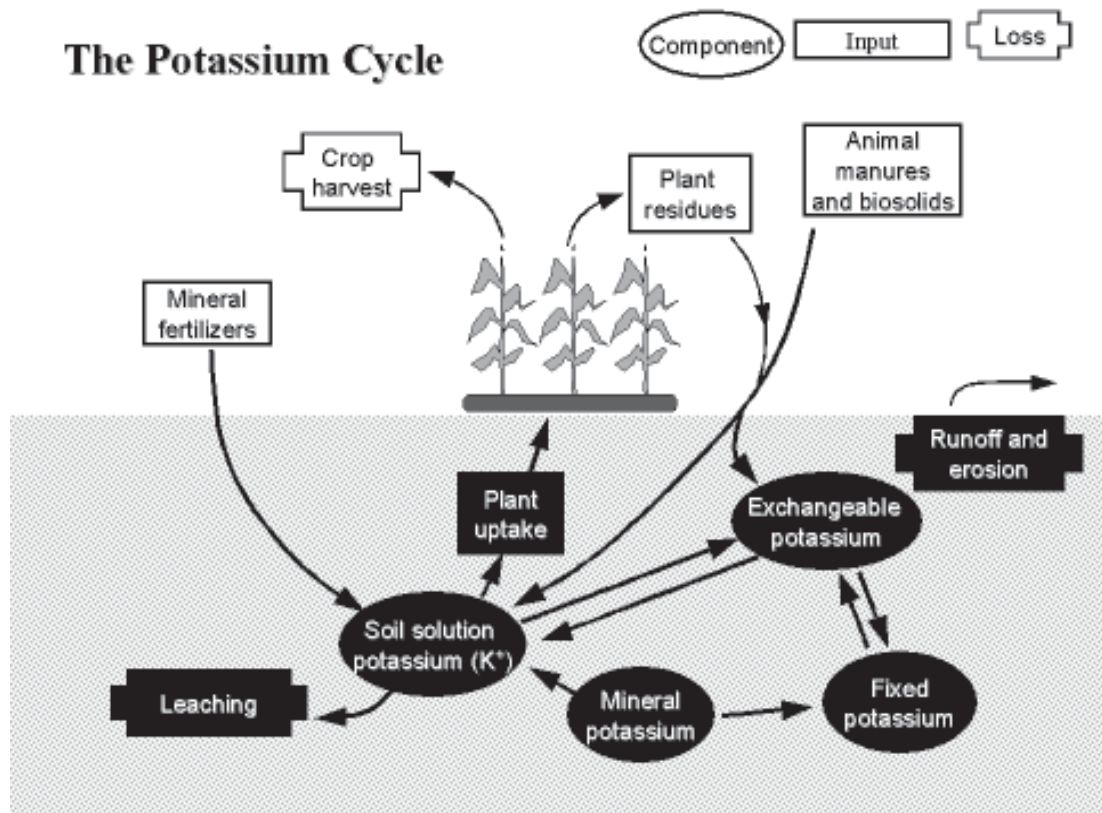 The Potassium Cycle
Component
Input
Loss
Crop
harvest
Plant
residues
Animal
manures
and biosolids
Mineral
fertilizers
Runoff and
erosion
Plant
uptake
Exchangeable
potassium
Soil solution
potassium (K⁺)
Leaching
Mineral
potassium
Fixed
potassium